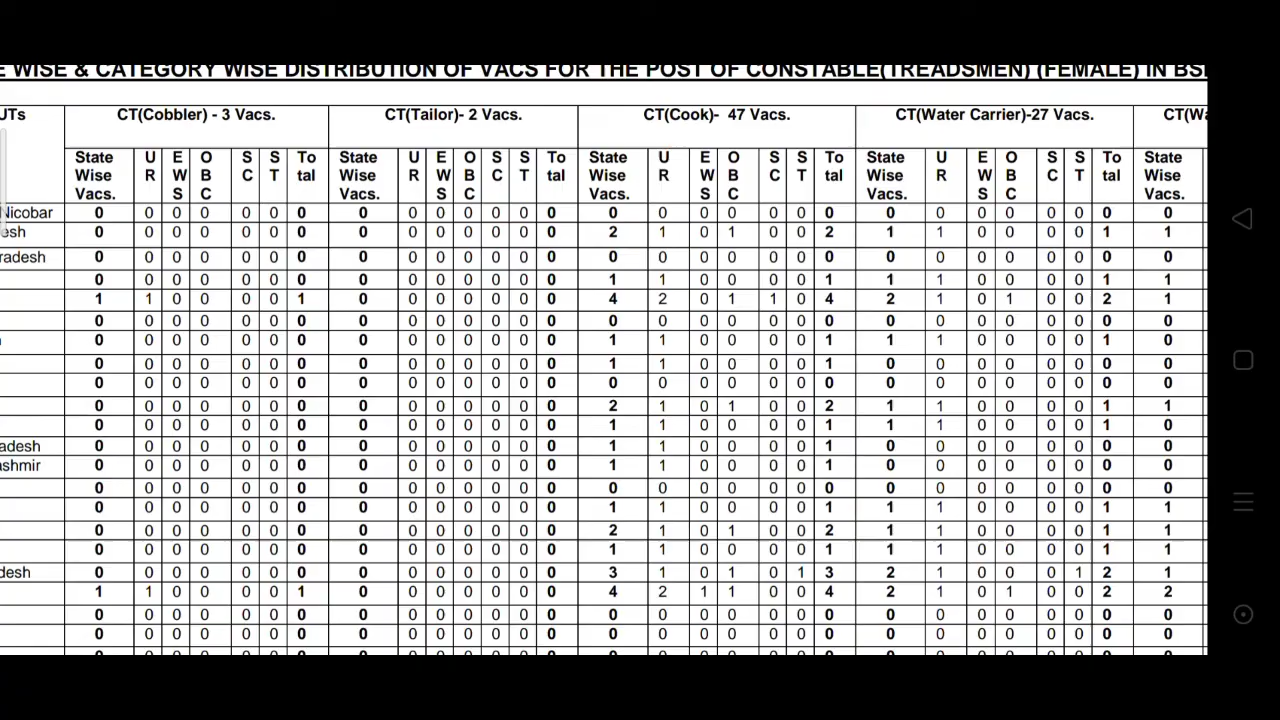 E WISE & CATEGORY WISE DISTRIBUTION OF VACS FOR THE POST OF CONSTABLE(TREADSMEN) (FEMALE) IN BS
UTs CT(Cobbler) - 3 Vacs. CT(Tailor)- 2 Vacs. CT(Cook)- 47 Vacs. CT(Water Carrier)-27 Vacs. CT(Wa
State Wise Vacs. UR EWS OBC SC ST Total State Wise Vacs. UR EWS OBC SC ST Total State Wise Vacs. UR EWS OBC SC ST Total State Wise Vacs. UR EWS OBC SC ST Total State Wise Vacs.
Nicobar 0 0 0 0 0 0 0 0 0 0 0 0 0 0 0 0 0 0 0 0 0 0 0 0 0 0 0 0 0
esh 0 0 0 0 0 0 0 0 0 0 0 0 0 0 2 1 0 1 0 0 2 1 1 0 0 0 0 1 1
radesh 0 0 0 0 0 0 0 0 0 0 0 0 0 0 0 0 0 0 0 0 0 0 0 0 0 0 0 0 0
0 0 0 0 0 0 0 0 0 0 0 0 0 0 1 1 0 0 0 0 1 1 1 0 0 0 0 1 1
1 1 0 0 0 0 1 0 0 0 0 0 0 0 4 2 0 1 1 0 4 2 1 0 1 0 0 2 1
0 0 0 0 0 0 0 0 0 0 0 0 0 0 0 0 0 0 0 0 0 0 0 0 0 0 0 0 0
0 0 0 0 0 0 0 0 0 0 0 0 0 0 1 1 0 0 0 0 1 1 1 0 0 0 0 1 0
0 0 0 0 0 0 0 0 0 0 0 0 0 0 1 1 0 0 0 0 1 0 0 0 0 0 0 0 0
0 0 0 0 0 0 0 0 0 0 0 0 0 0 0 0 0 0 0 0 0 0 0 0 0 0 0 0 0
0 0 0 0 0 0 0 0 0 0 0 0 0 0 2 1 0 1 0 0 2 1 1 0 0 0 0 1 1
0 0 0 0 0 0 0 0 0 0 0 0 0 0 1 1 0 0 0 0 1 1 1 0 0 0 0 1 0
adesh 0 0 0 0 0 0 0 0 0 0 0 0 0 0 1 1 0 0 0 0 1 0 0 0 0 0 0 0 0
ashmir 0 0 0 0 0 0 0 0 0 0 0 0 0 0 1 1 0 0 0 0 1 0 0 0 0 0 0 0 0
0 0 0 0 0 0 0 0 0 0 0 0 0 0 0 0 0 0 0 0 0 0 0 0 0 0 0 0 0
0 0 0 0 0 0 0 0 0 0 0 0 0 0 1 1 0 0 0 0 1 1 1 0 0 0 0 1 1
0 0 0 0 0 0 0 0 0 0 0 0 0 0 2 1 0 1 0 0 2 1 1 0 0 0 0 1 1
0 0 0 0 0 0 0 0 0 0 0 0 0 0 1 1 0 0 0 0 1 1 1 0 0 0 0 1 1
desh 0 0 0 0 0 0 0 0 0 0 0 0 0 0 3 1 0 1 0 1 3 2 1 0 0 0 1 2 1
1 1 0 0 0 0 1 0 0 0 0 0 0 0 4 2 1 1 0 0 4 2 1 0 1 0 0 2 2
0 0 0 0 0 0 0 0 0 0 0 0 0 0 0 0 0 0 0 0 0 0 0 0 0 0 0 0 0
0 0 0 0 0 0 0 0 0 0 0 0 0 0 0 0 0 0 0 0 0 0 0 0 0 0 0 0 0